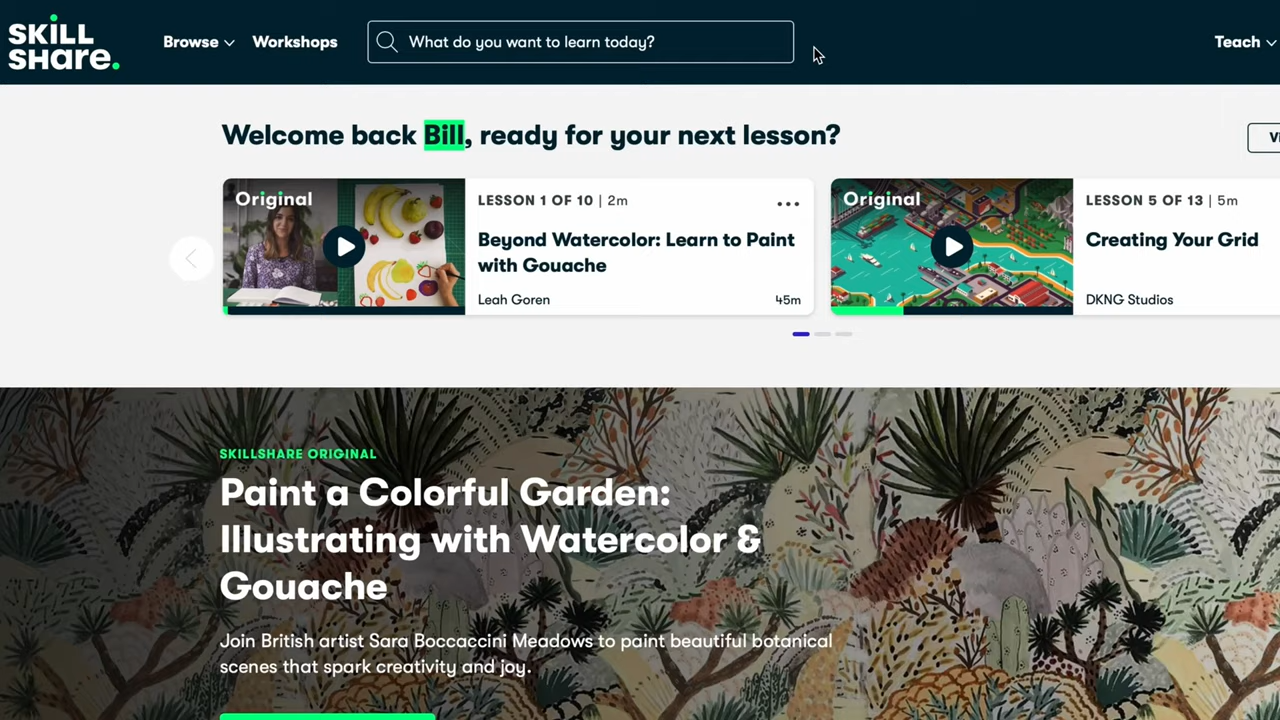 SKILL
SHare.
Browse
Workshops
What do you want to learn today?
Teach
Welcome back Bill, ready for your next lesson?
Original
LESSON 1 OF 10 | 2m
Beyond Watercolor: Learn to Paint
with Gouache
Leah Goren
45m
Original
LESSON 5 OF 13 | 5m
Creating Your Grid
DKNG Studios
SKILLSHARE ORIGINAL
Paint a Colorful Garden:
Illustrating with Watercolor &
Gouache
Join British artist Sara Boccaccini Meadows to paint beautiful botanical
scenes that spark creativity and joy.